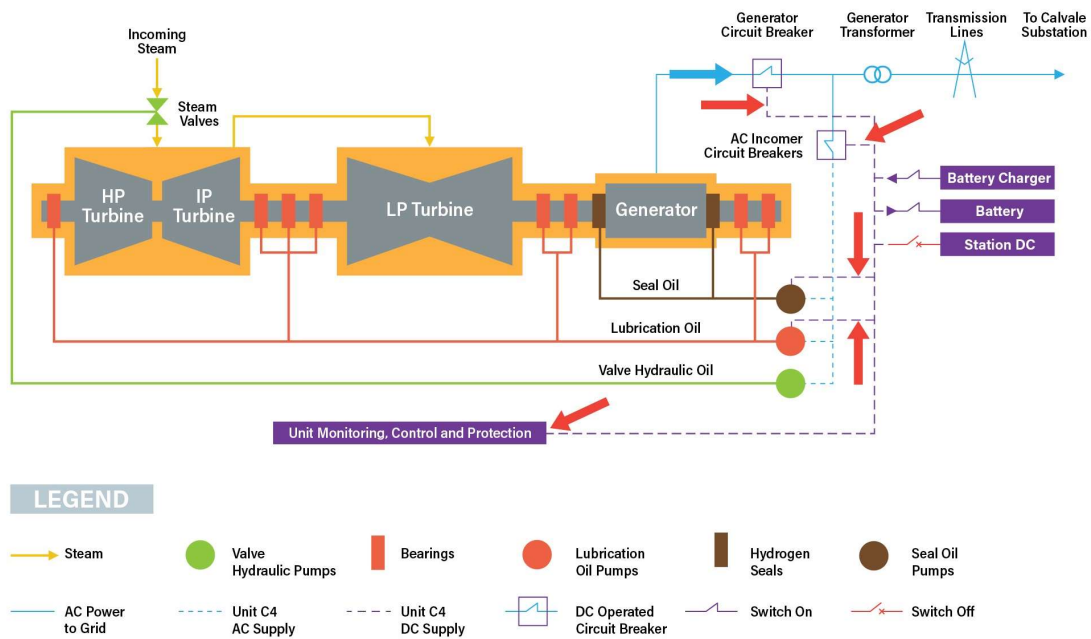 Generator
Circuit Breaker
Generator
Transformer
Transmission
Lines
To Calvale
Substation
Incoming
Steam
Steam
Valves
AC Incomer
Circuit Breakers
Battery Charger
Battery
Station DC
HP
Turbine
IP
Turbine
LP Turbine
Generator
Seal Oil
Lubrication Oil
Valve Hydraulic Oil
Unit Monitoring, Control and Protection
LEGEND
Steam
Valve
Hydraulic Pumps
Bearings
Lubrication
Oil Pumps
Hydrogen
Seals
Seal Oil
Pumps
AC Power
to Grid
Unit C4
AC Supply
Unit C4
DC Supply
DC Operated
Circuit Breaker
Switch On
Switch Off